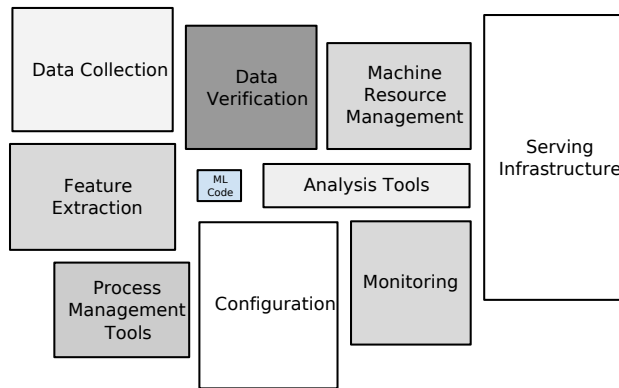 Data Collection
Data
Verification
Machine
Resource
Management
Serving
Infrastructure
Feature
Extraction
ML
Code
Analysis Tools
Process
Management
Tools
Configuration
Monitoring